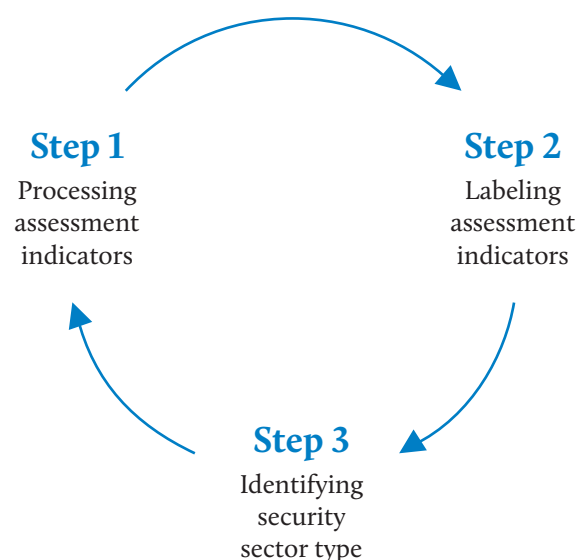 Step 1
Processing
assessment
indicators
Step 2
Labeling
assessment
indicators
Step 3
Identifying
security
sector type